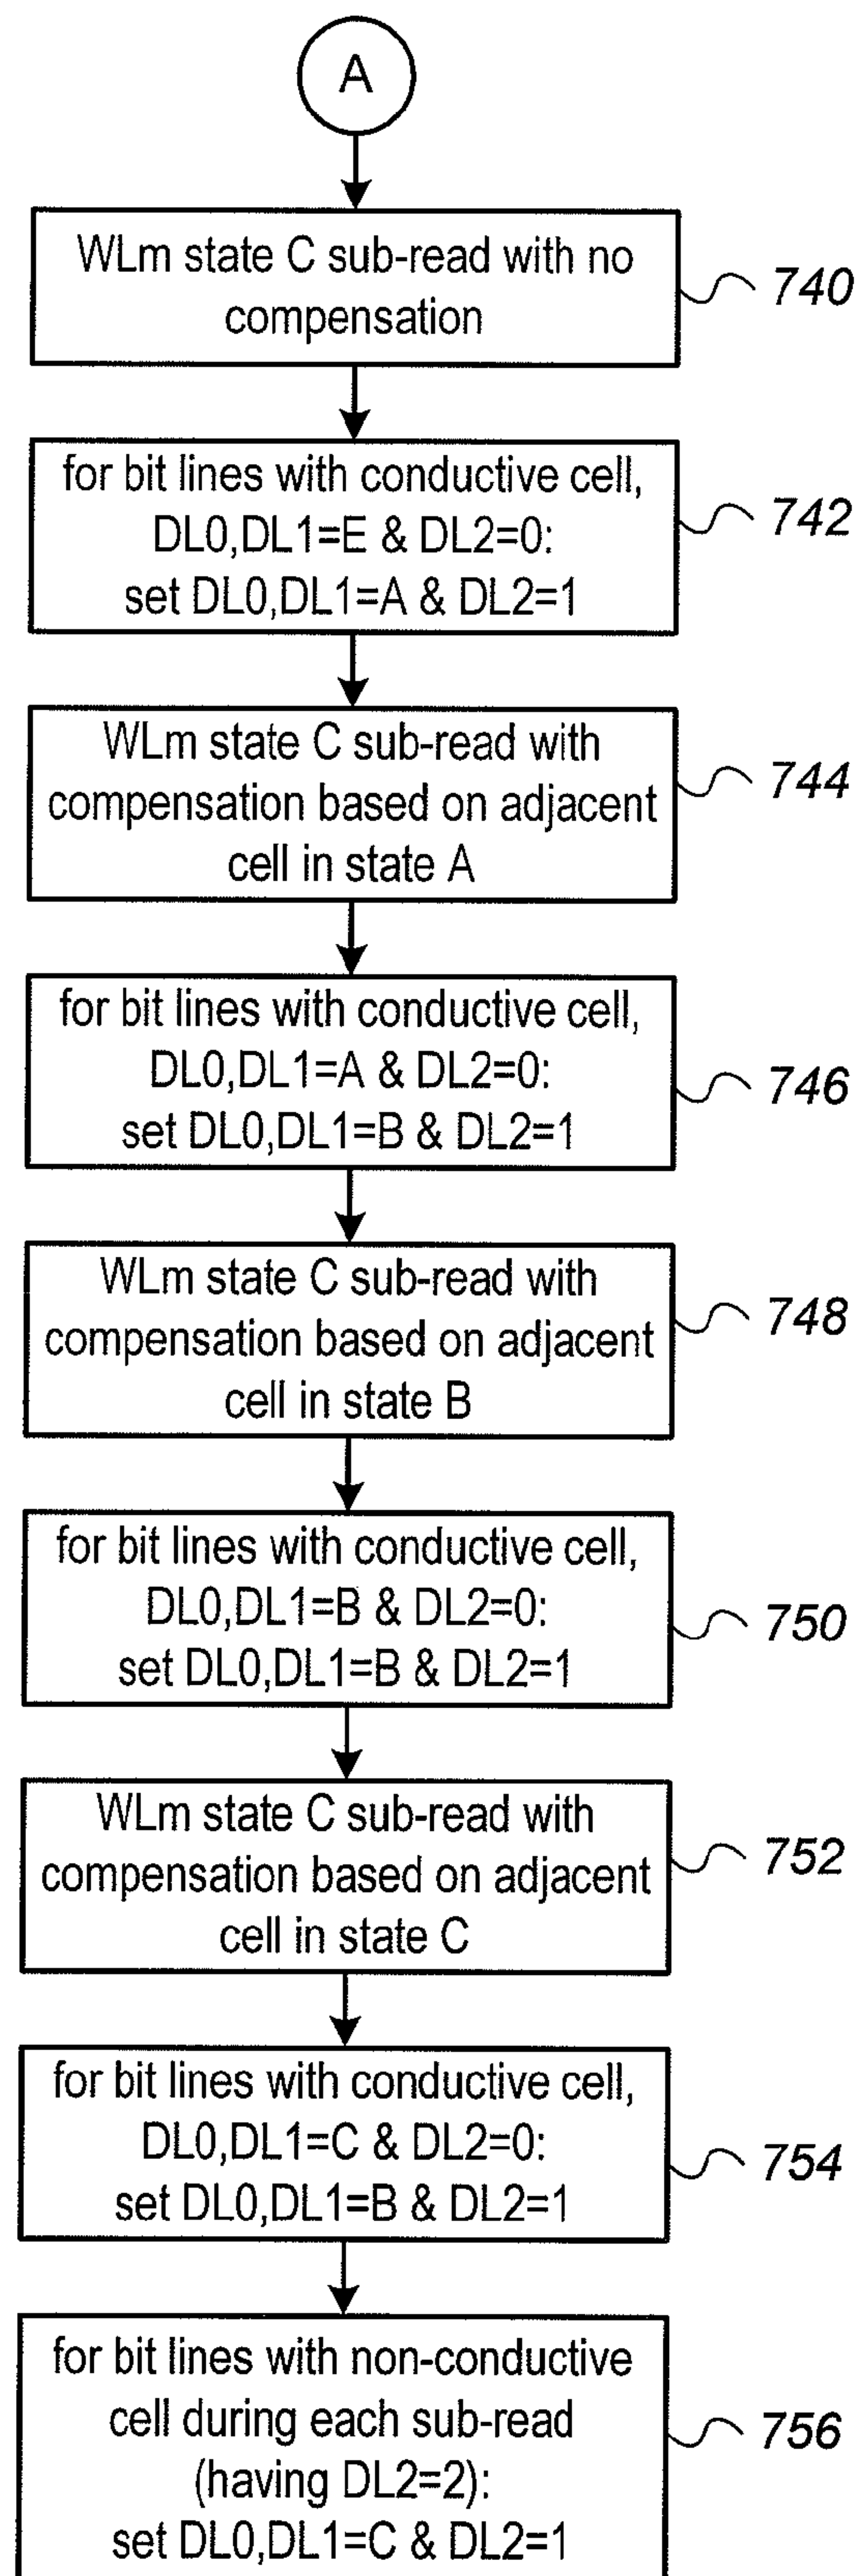 A
WLm state C sub-read with no
compensation
740
for bit lines with conductive cell,
DL0,DL1=E & DL2=0:
set DL0,DL1=A & DL2=1
742
WLm state C sub-read with
compensation based on adjacent
cell in state A
744
for bit lines with conductive cell,
DL0,DL1=A & DL2=0:
set DL0,DL1=B & DL2=1
746
WLm state C sub-read with
compensation based on adjacent
cell in state B
748
for bit lines with conductive cell,
DL0,DL1=B & DL2=0:
set DL0,DL1=B & DL2=1
750
WLm state C sub-read with
compensation based on adjacent
cell in state C
752
for bit lines with conductive cell,
DL0,DL1=C & DL2=0:
set DL0,DL1=B & DL2=1
754
for bit lines with non-conductive
cell during each sub-read
(having DL2=2):
set DL0,DL1=C & DL2=1
756